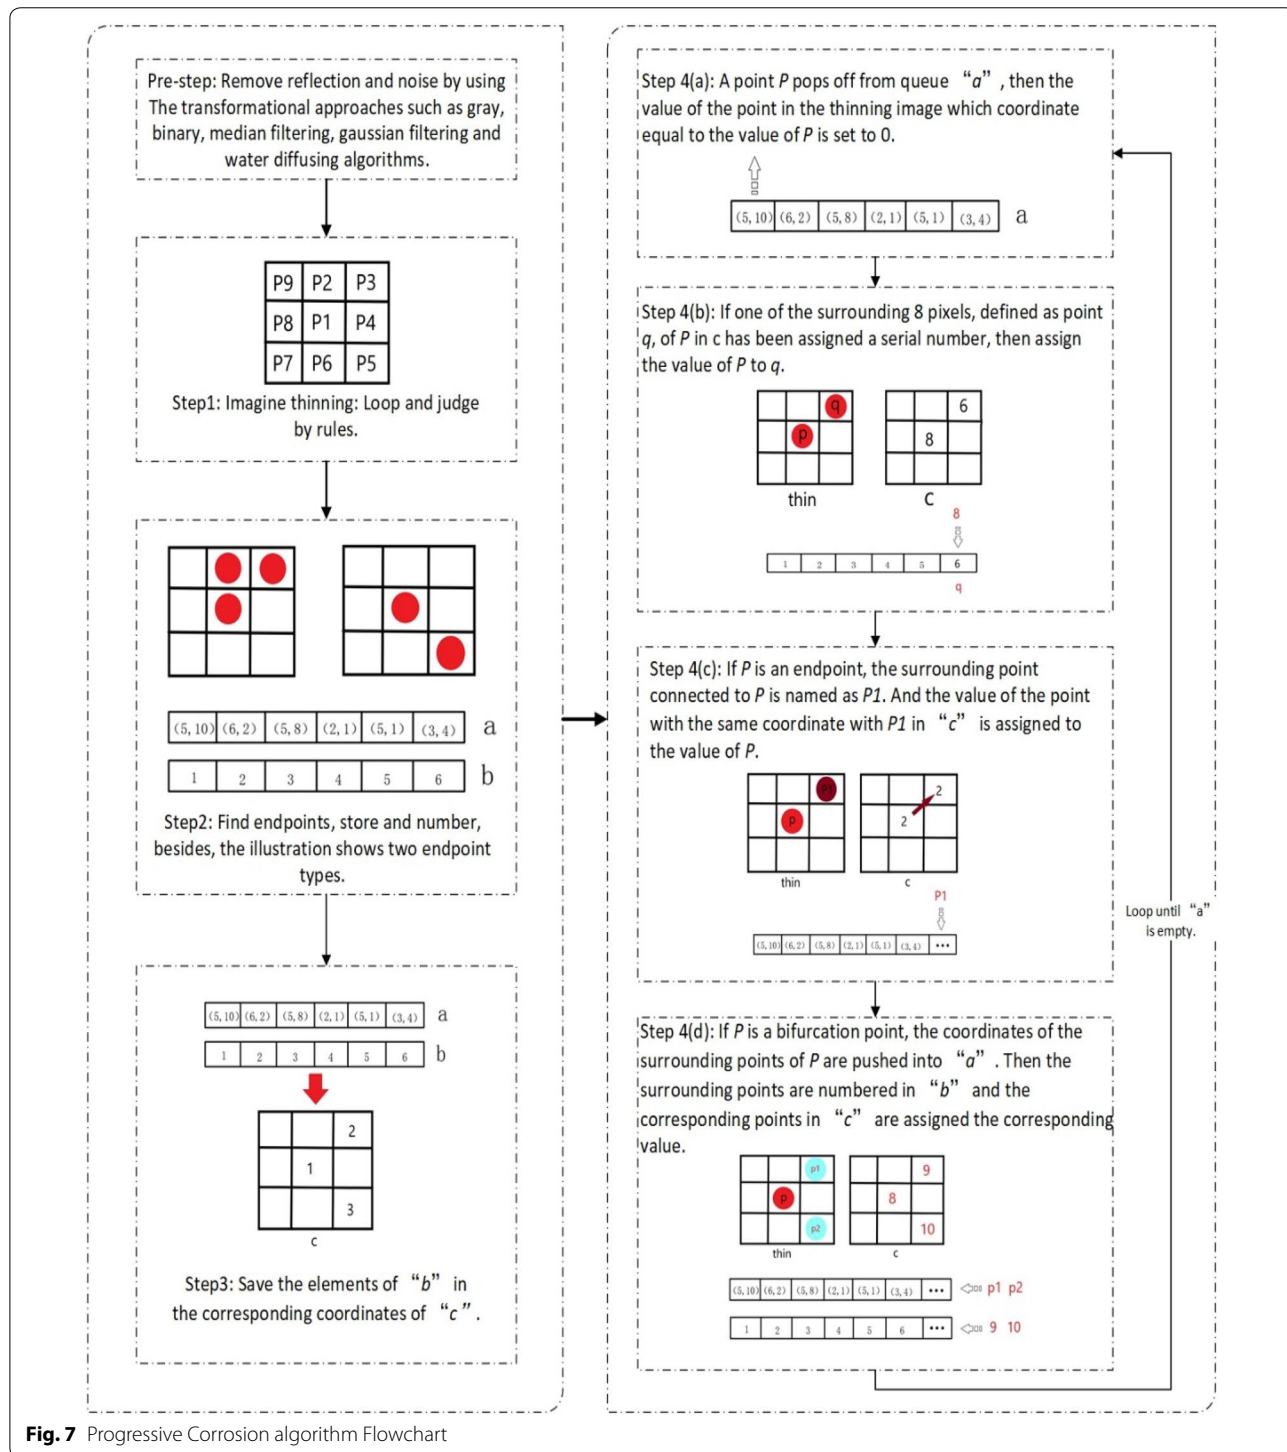 Pre-step: Remove reflection and noise by using
The transformational approaches such as gray,
binary, median filtering, gaussian filtering and
water diffusing algorithms.
P9 P2 P3
P8 P1 P4
P7 P6 P5
Step1: Imagine thinning: Loop and judge
by rules.
(5,10) (6,2) (5,8) (2,1) (5,1) (3,4) a
1 2 3 4 5 6 b
Step2: Find endpoints, store and number,
besides, the illustration shows two endpoint
types.
(5,10) (6,2) (5,8) (2,1) (5,1) (3,4) a
1 2 3 4 5 6 b
2
1
3
c
Step3: Save the elements of “b” in
the corresponding coordinates of “c”.
Step 4(a): A point P pops off from queue “a”, then the
value of the point in the thinning image which coordinate
equal to the value of P is set to 0.
(5,10) (6,2) (5,8) (2,1) (5,1) (3,4) a
Step 4(b): If one of the surrounding 8 pixels, defined as point
q, of P in c has been assigned a serial number, then assign
the value of P to q.
q 6
p 8
thin C
8
1 2 3 4 5 6
q
Step 4(c): If P is an endpoint, the surrounding point
connected to P is named as P1. And the value of the point
with the same coordinate with P1 in “c” is assigned to
the value of P.
P1 2
p 2
thin c
P1
(5,10) (6,2) (5,8) (2,1) (5,1) (3,4) •••
Step 4(d): If P is a bifurcation point, the coordinates of the
surrounding points of P are pushed into “a”. Then the
surrounding points are numbered in “b” and the
corresponding points in “c” are assigned the corresponding
value.
p1 9
p 8
p2 10
thin c
(5,10) (6,2) (5,8) (2,1) (5,1) (3,4) ••• p1 p2
1 2 3 4 5 6 ••• 9 10
Loop until “a”
is empty.
Fig. 7 Progressive Corrosion algorithm Flowchart